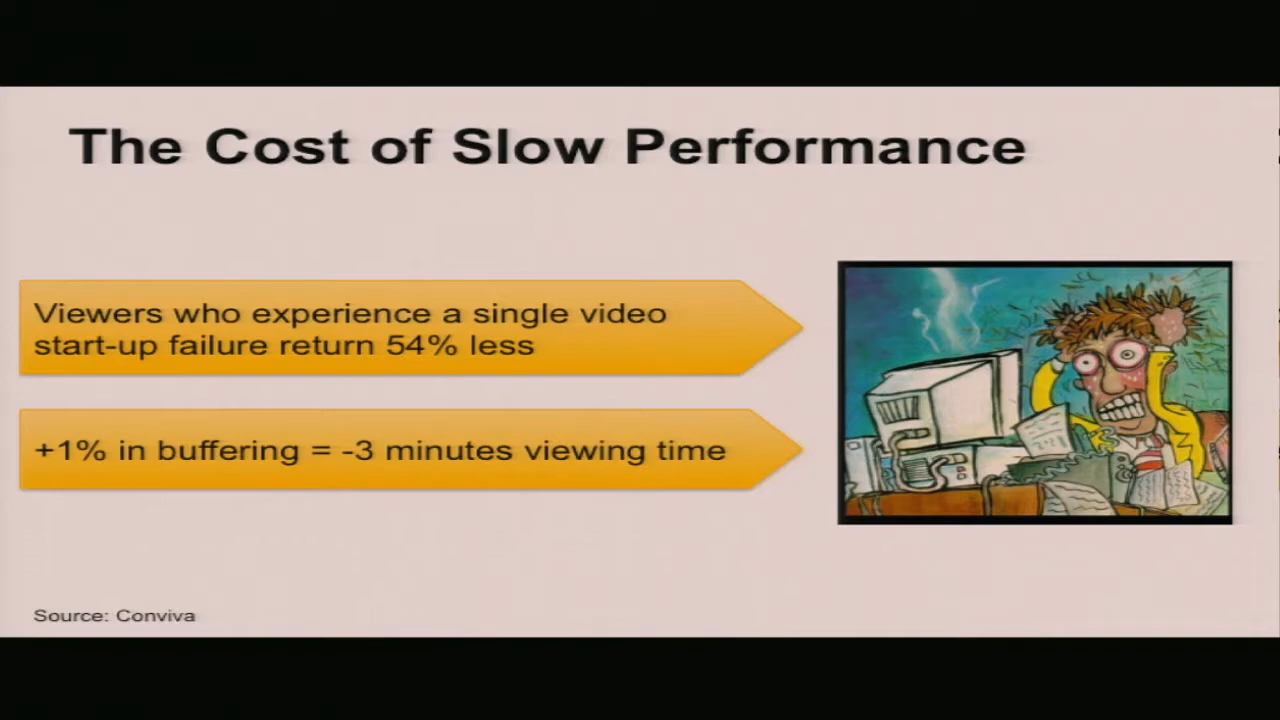 The Cost of Slow Performance
Viewers who experience a single video
start-up failure return 54% less
+1% in buffering = -3 minutes viewing time
Source: Conviva